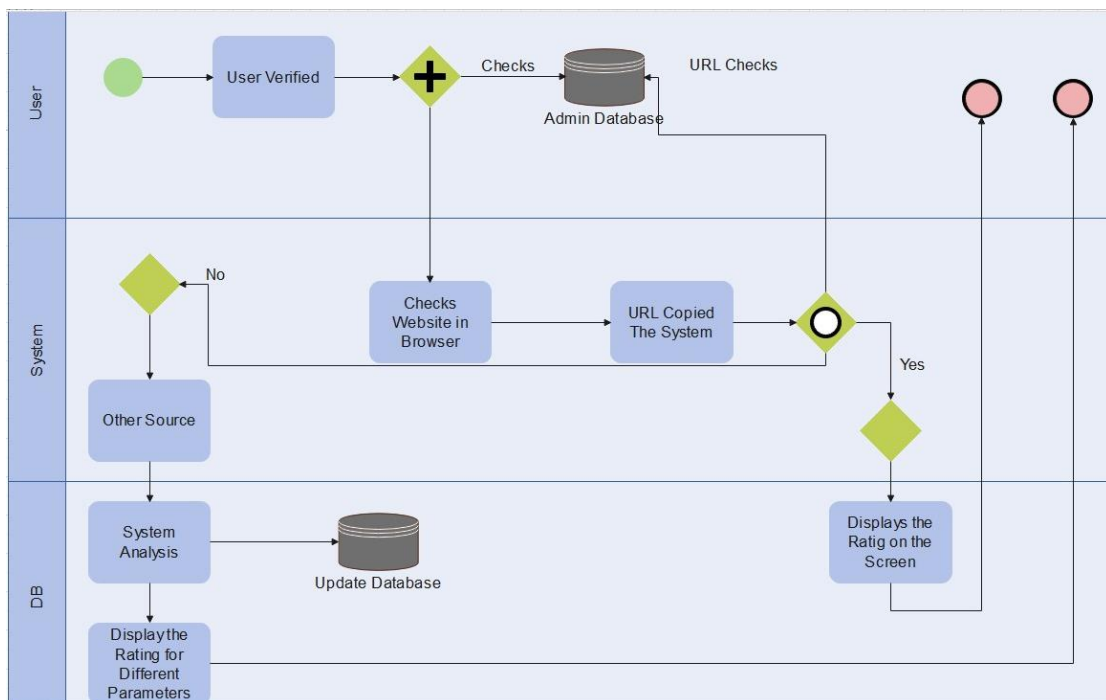 User
User Verified
Checks
Admin Database
URL Checks
System
No
Checks
Website in
Browser
URL Copied
The System
Yes
Other Source
DB
System
Analysis
Update Database
Displays the
Ratig on the
Screen
Display the
Rating for
Different
Parameters